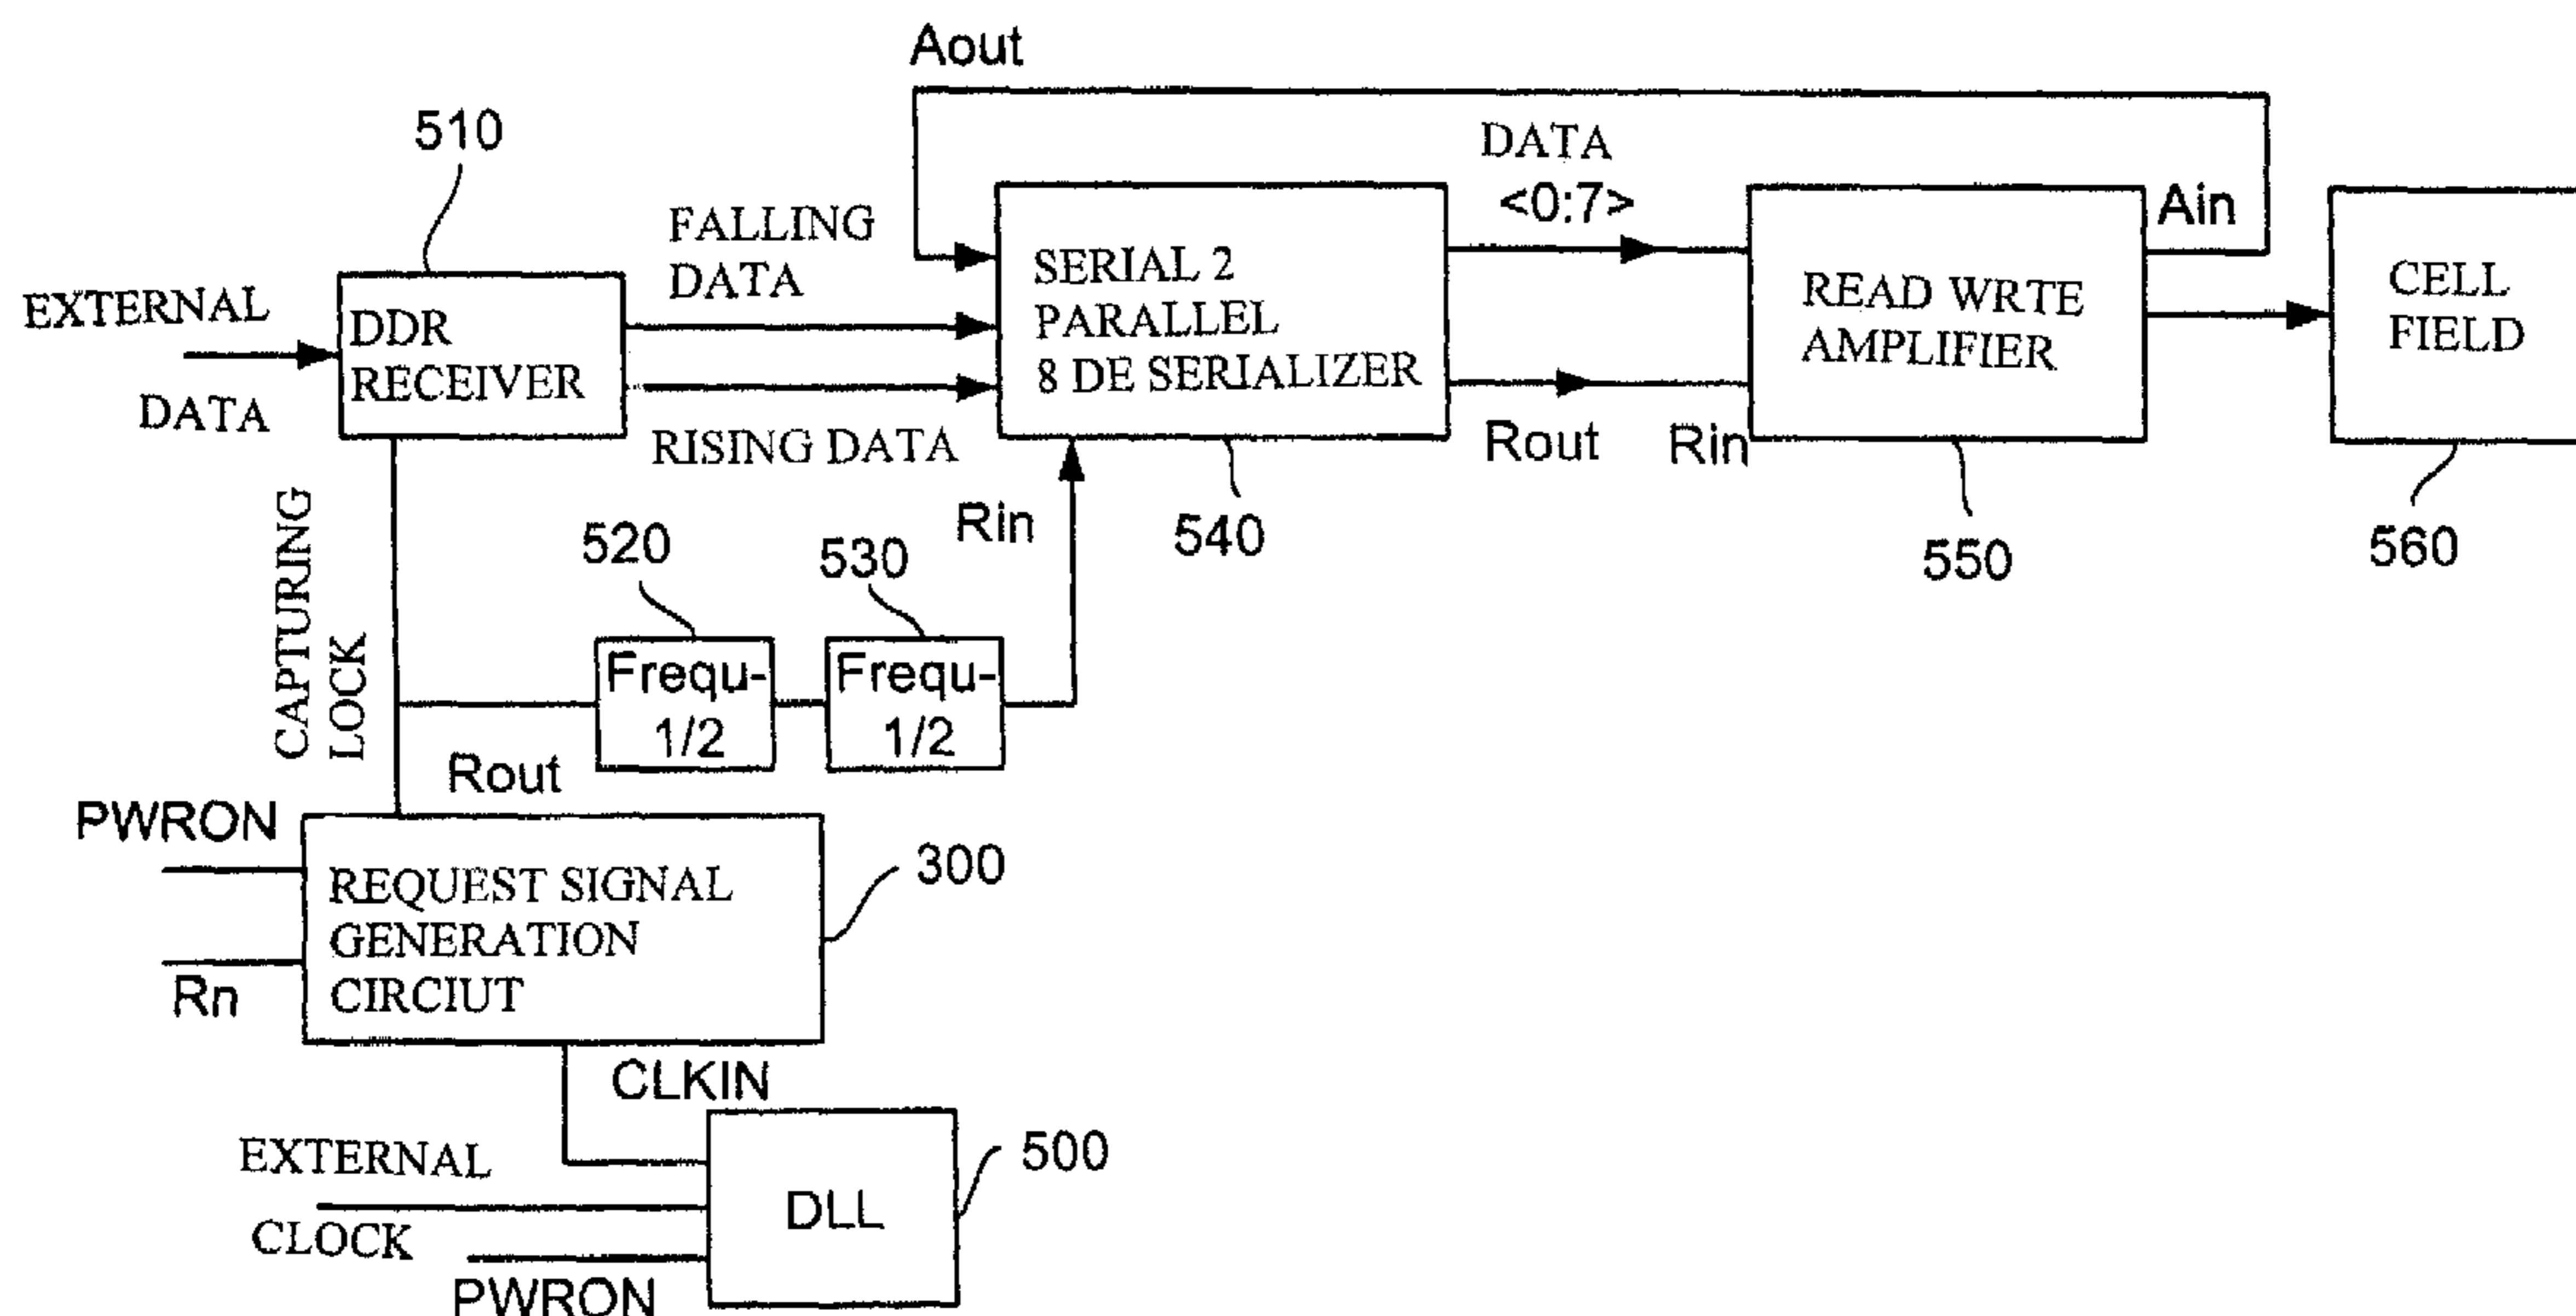 Aout
510
EXTERNAL
DATA
DDR
RECEIVER
FALLING
DATA
RISING DATA
SERIAL 2
PARALLEL
8 DE SERIALIZER
540
DATA
<0:7>
Rout
Rin
READ WRTE
AMPLIFIER
550
Ain
CELL
FIELD
560
CAPTURING
LOCK
520
Frequ-
1/2
530
Frequ-
1/2
Rin
Rout
PWRON
Rn
REQUEST SIGNAL
GENERATION
CIRCIUT
300
CLKIN
EXTERNAL
CLOCK
PWRON
DLL
500